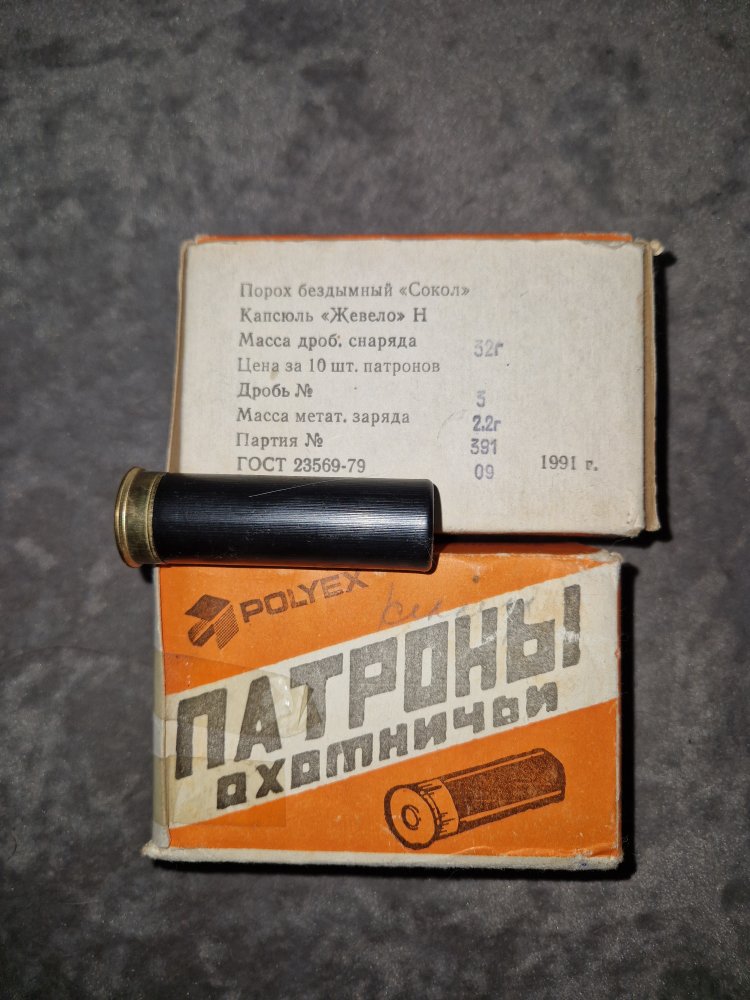 Порох бездымный «Сокол»
Капсюль «Жевело» Н
Масса дроб. снаряда 32г
Цена за 10 шт. патронов
Дробь № 3
Масса метат. заряда 2.2г
Партия № 391
ГОСТ 23569-79 09 1991 г.
POLYEX
ПАТРОНЫ
охотничьи